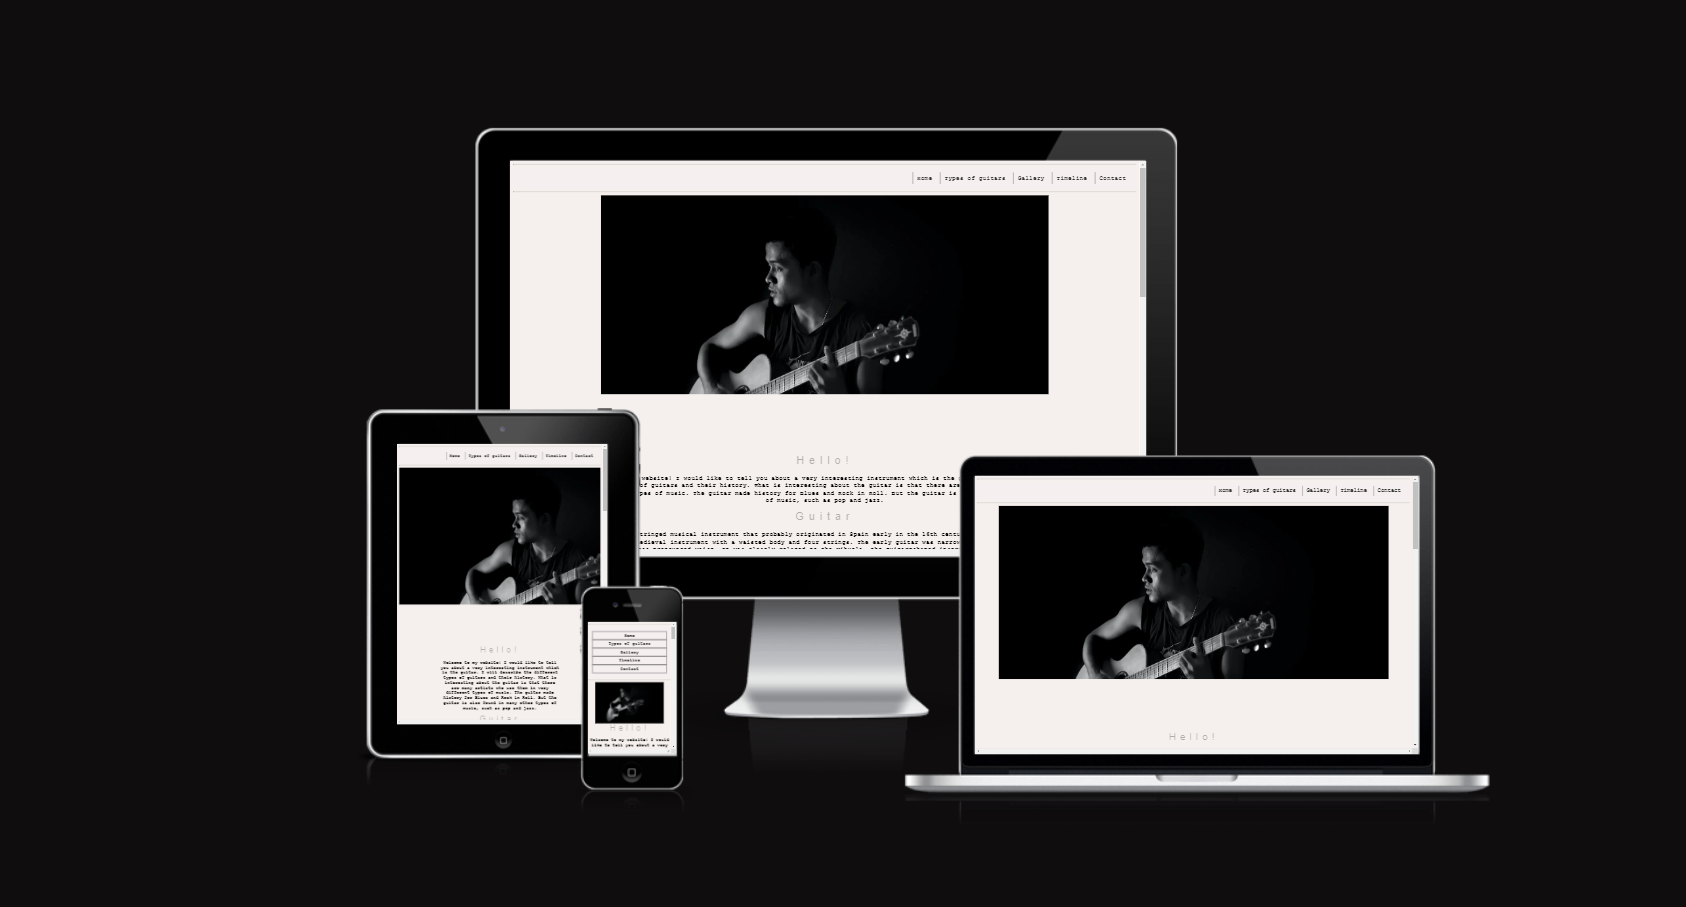 Home Types of guitars Gallery Timeline Contact
Hello!
website! I would like to tell you about a very interesting instrument which is the
of guitars and their history. What is interesting about the guitar is that there are
pes of music. The guitar made history for Blues and Rock in Roll. But the guitar is
of music, such as pop and jazz.
Guitar
tringed musical instrument that probably originated in Spain early in the 16th centu
edieval instrument with a waisted body and four strings. The early guitar was narrow
Home Types of guitars Gallery Timeline Contact
Hello!
Welcome to my website! I would like to tell
you about a very interesting instrument which
is the guitar. I will describe the different
types of guitars and their history. What is
interesting about the guitar is that there
are many artists who use them in very
different types of music. The guitar made
history for Blues and Rock in Roll. But the
guitar is also found in many other types of
music, such as pop and jazz.
Guitar
Home
Types of guitars
Gallery
Timeline
Contact
Hello!
Welcome to my website! I would
like to tell you about a very
Home Types of guitars Gallery Timeline Contact
Hello!